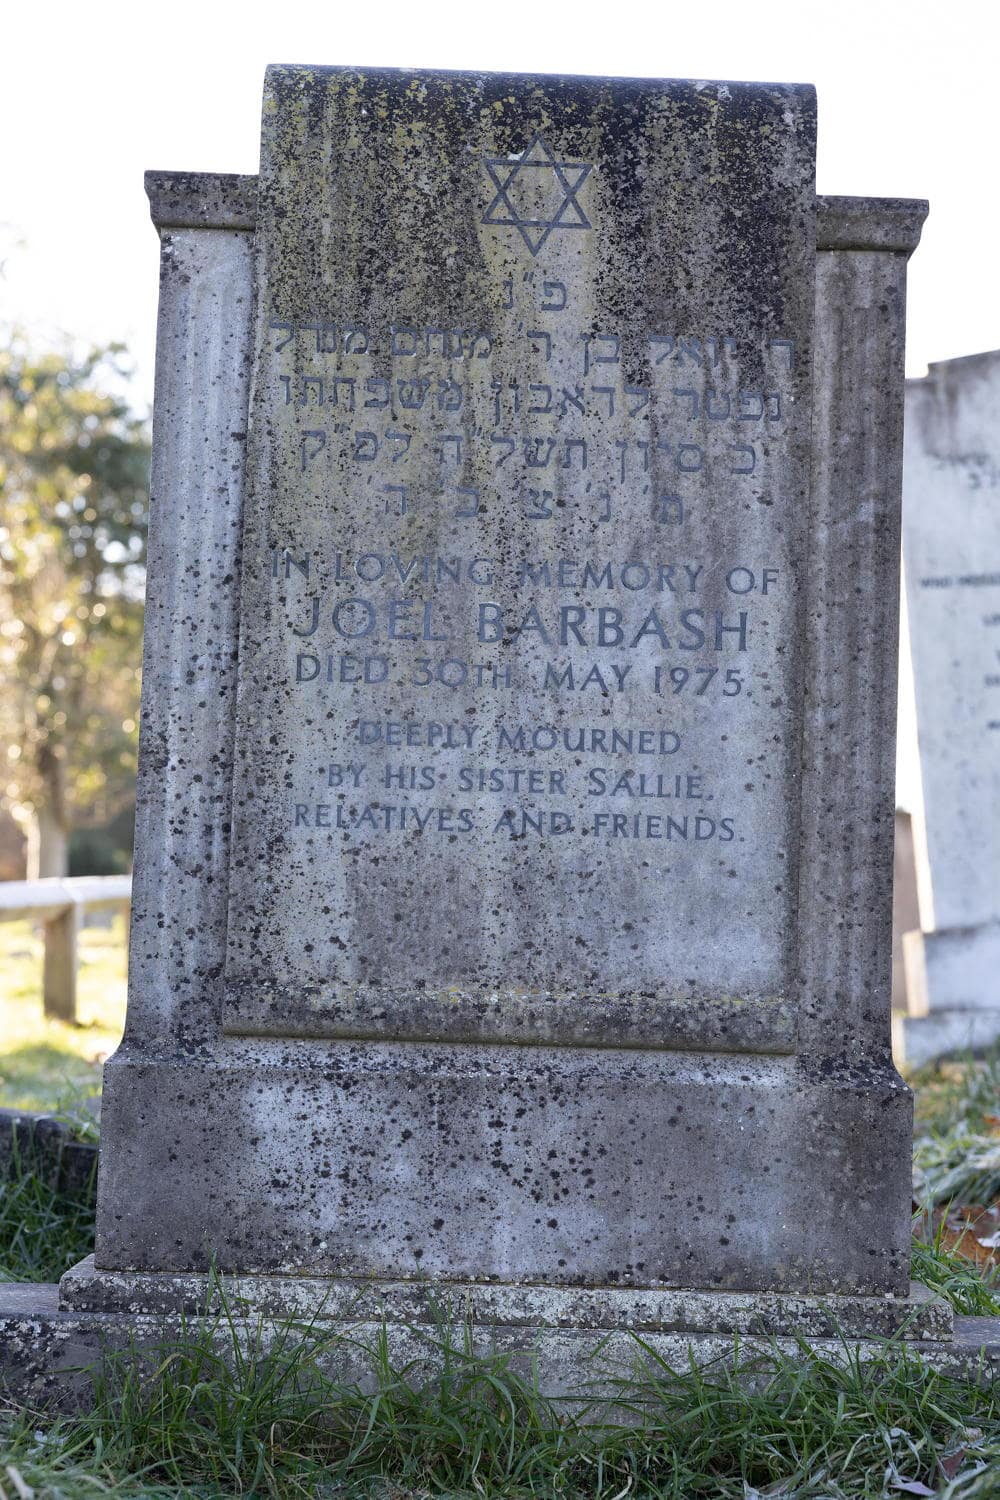 פ"נ
ר' יואל בן ר' מנחם מנדל
נפטר לדאבון משפחתו
כ סיון תשל"ה לפ"ק
ת' נ' צ' ב' ה'
IN LOVING MEMORY OF
JOEL BARBASH
DIED 30TH MAY 1975.
DEEPLY MOURNED
BY HIS SISTER SALLIE.
RELATIVES AND FRIENDS.